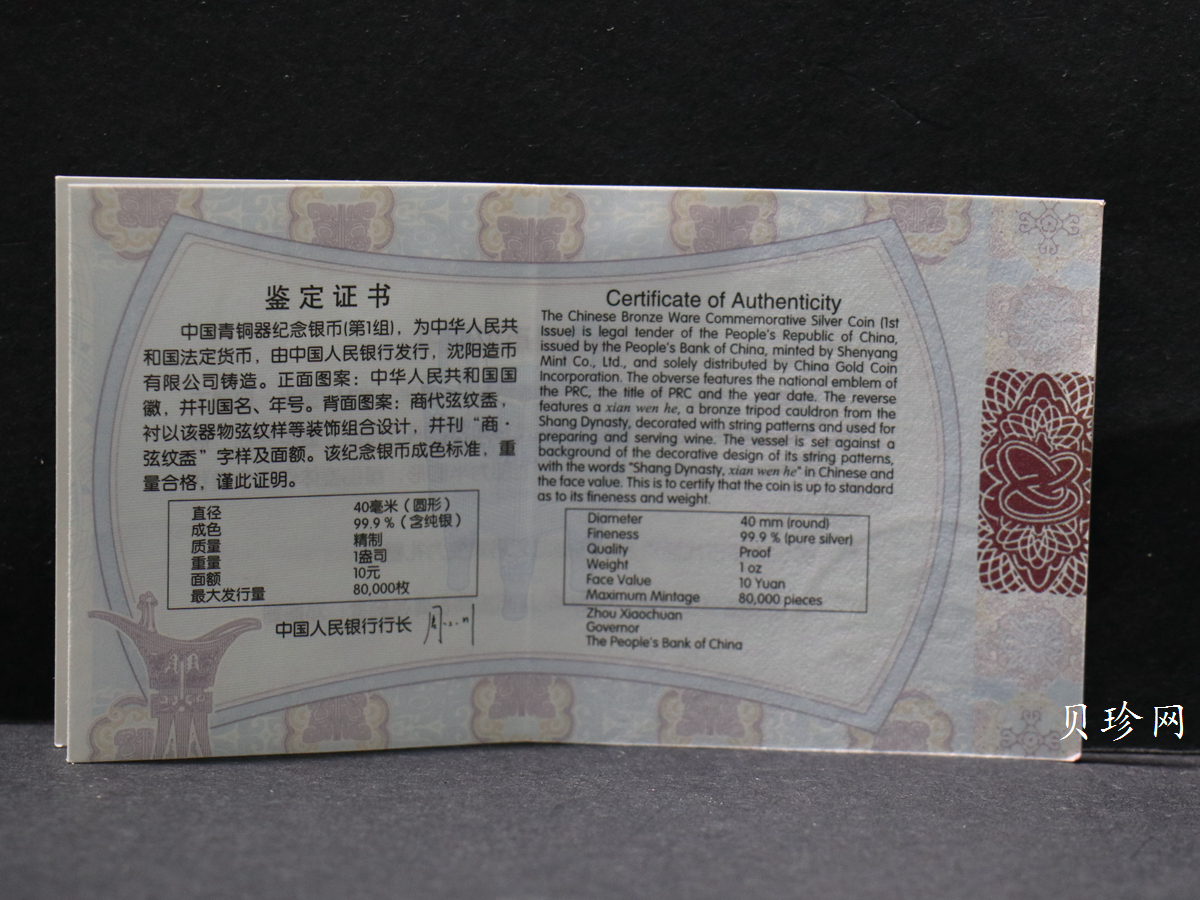 鉴定证书
中国青铜器纪念银币(第1组)，为中华人民共
和国法定货币，由中国人民银行发行，沈阳造币
有限公司铸造。正面图案：中华人民共和国国
徽，并刊国名、年号。背面图案：商代弦纹盉，
衬以该器物弦纹样等装饰组合设计，并刊“商·
弦纹盉”字样及面额。该纪念银币成色标准，重
量合格，谨此证明。
直径 40毫米（圆形）
成色 99.9％（含纯银）
质量 精制
重量 1盎司
面额 10元
最大发行量 80,000枚
中国人民银行行长
Certificate of Authenticity
The Chinese Bronze Ware Commemorative Silver Coin (1st
Issue) is legal tender of the People's Republic of China,
issued by the People's Bank of China, minted by Shenyang
Mint Co., Ltd., and solely distributed by China Gold Coin
Incorporation. The obverse features the national emblem of
the PRC, the title of PRC and the year date. The reverse
features a xian wen he, a bronze tripod cauldron from the
Shang Dynasty, decorated with string patterns and used for
preparing and serving wine. The vessel is set against a
background of the decorative design of its string patterns,
with the words "Shang Dynasty, xian wen he" in Chinese and
the face value. This is to certify that the coin is up to standard
as to its fineness and weight.
Diameter 40 mm (round)
Fineness 99.9 % (pure silver)
Quality Proof
Weight 1 oz
Face Value 10 Yuan
Maximum Mintage 80,000 pieces
Zhou Xiaochuan
Governor
The People's Bank of China
贝珍网